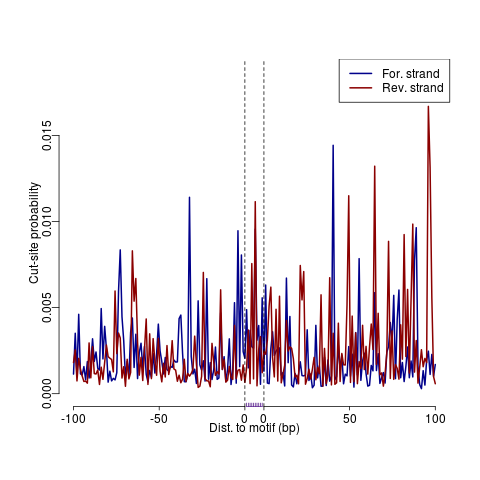 For. strand
Rev. strand
0.015
0.010
0.005
0.000
Cut-site probability
-100 -50 0 0 50 100
Dist. to motif (bp)